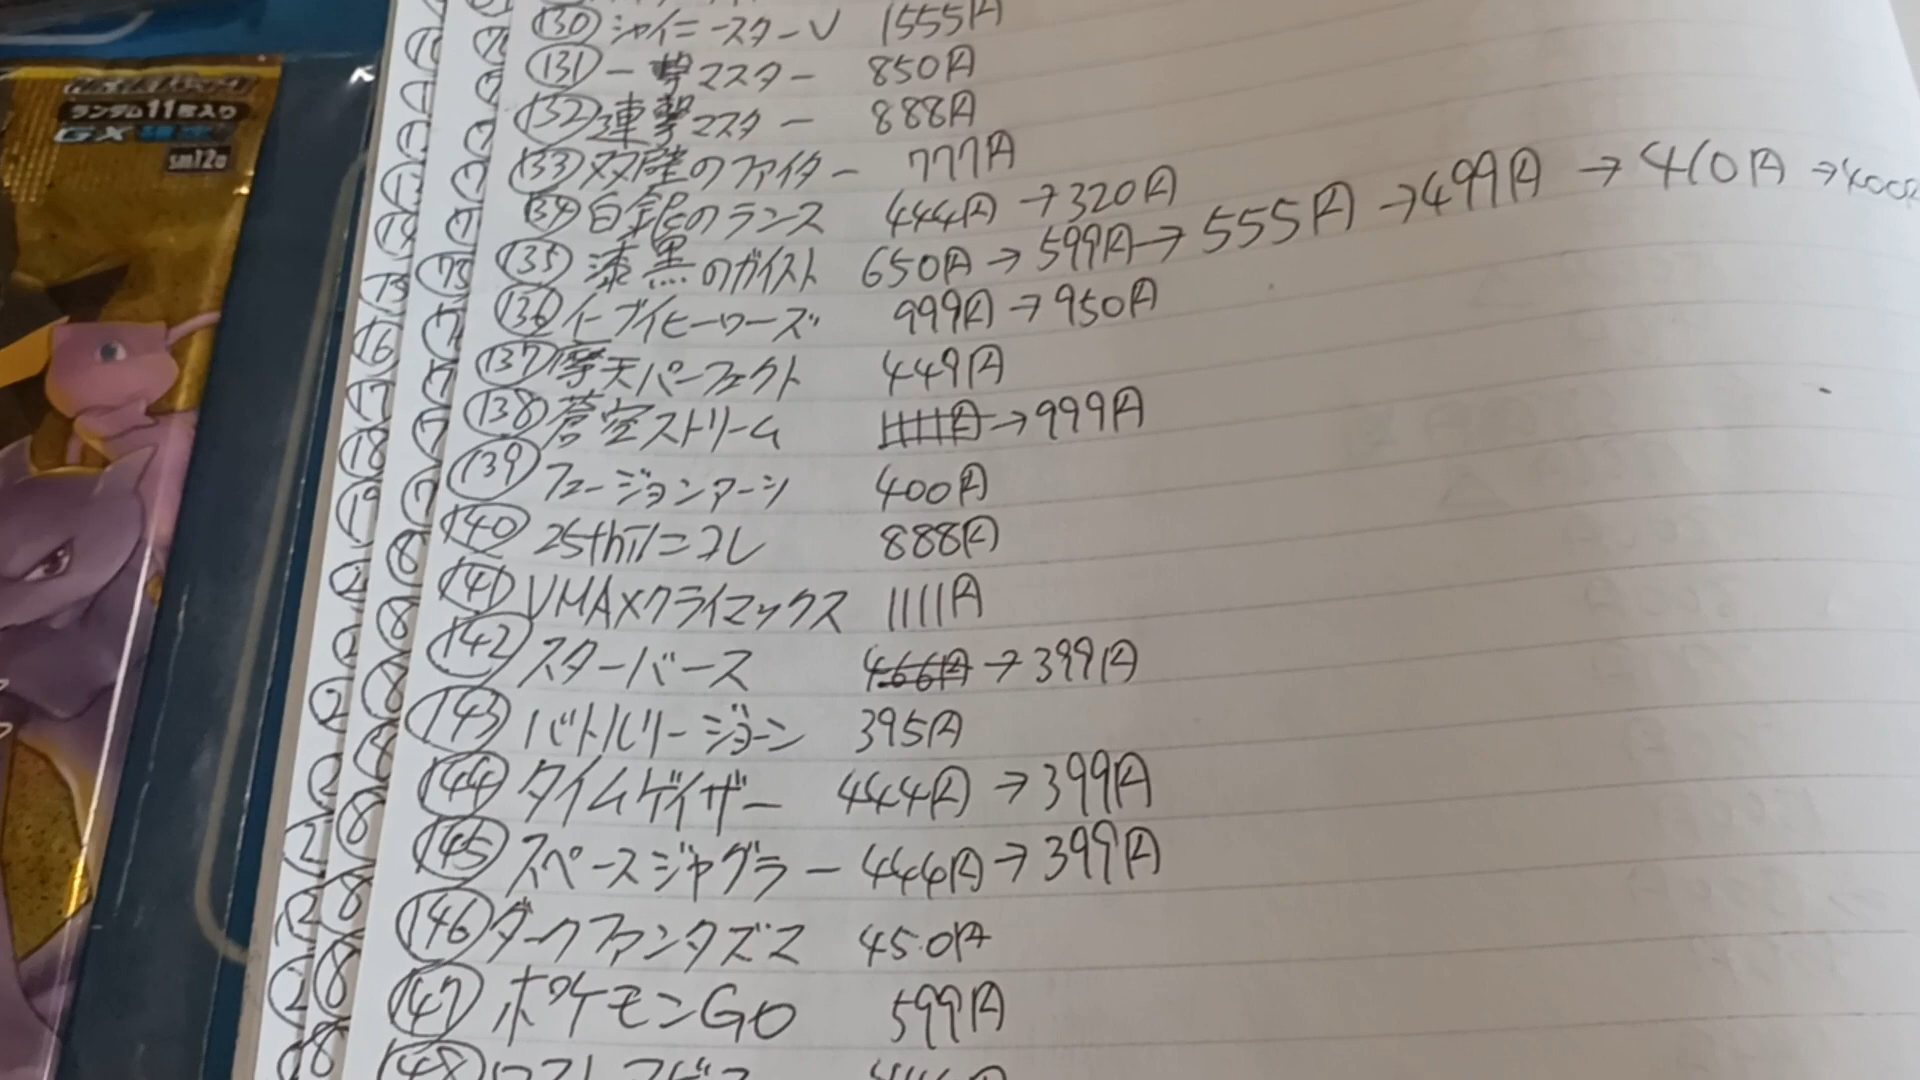 ランダム11枚入り
GX
sm12a
130 シャイニースターV 1555円
131 一撃マスター 850円
132 連撃マスター 888円
133 双璧のファイター 777円
134 白銀のランス 444円→320円
135 漆黒のガイスト 650円→599円→555円→499円→410円→400円
136 イーブイヒーローズ 999円→950円
137 摩天パーフェクト 449円
138 蒼空ストリーム 1111円→999円
139 フュージョンアーツ 400円
140 25thアニコレ 888円
141 VMAXクライマックス 1111円
142 スターバース 466円→399円
143 バトルリージョン 395円
144 タイムゲイザー 444円→399円
145 スペースジャグラー 444円→399円
146 ダークファンタズマ 450円
147 ポケモンGO 599円
148